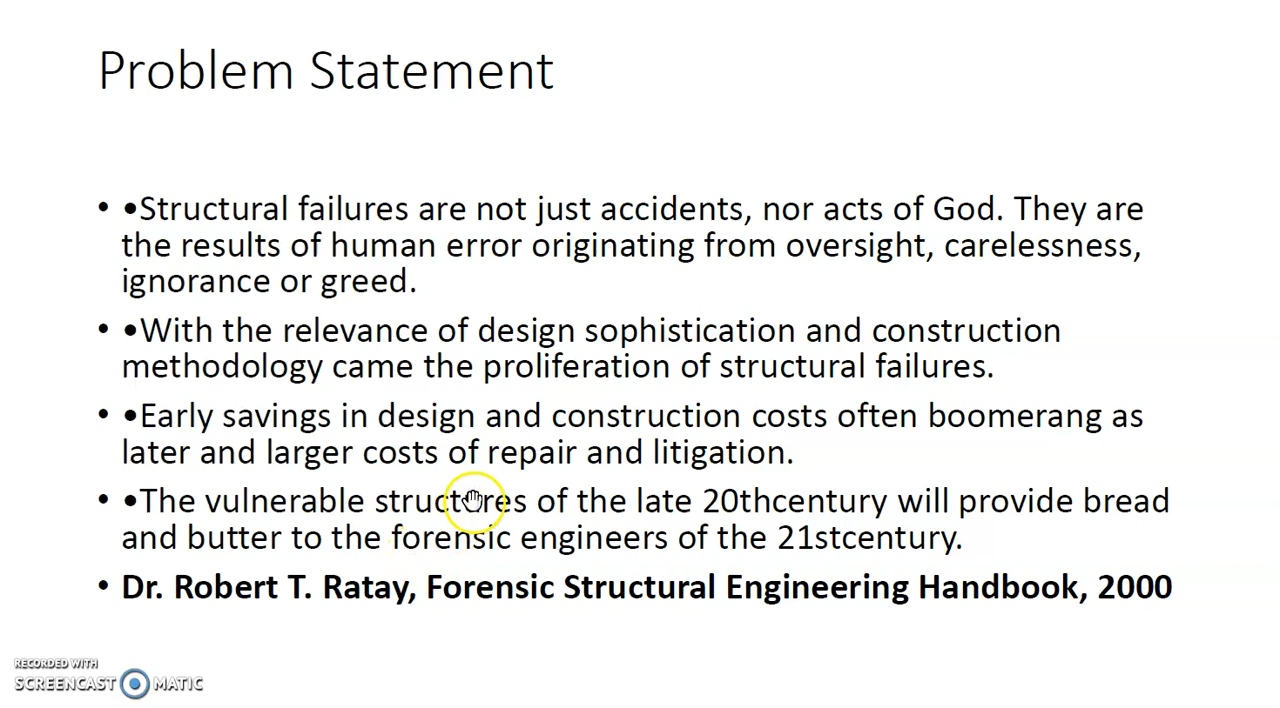 Problem Statement
• •Structural failures are not just accidents, nor acts of God. They are
the results of human error originating from oversight, carelessness,
ignorance or greed.
• •With the relevance of design sophistication and construction
methodology came the proliferation of structural failures.
• •Early savings in design and construction costs often boomerang as
later and larger costs of repair and litigation.
• •The vulnerable structures of the late 20thcentury will provide bread
and butter to the forensic engineers of the 21stcentury.
• Dr. Robert T. Ratay, Forensic Structural Engineering Handbook, 2000
RECORDED WITH
SCREENCAST MATIC